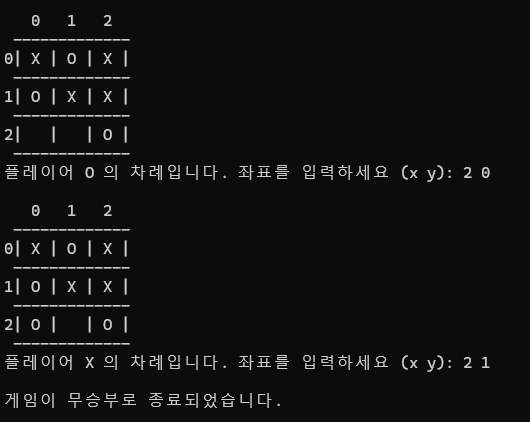 0 1 2
-------------
0| X | O | X |
-------------
1| O | X | X |
-------------
2|   |   | O |
-------------
플레이어 O 의 차례입니다. 좌표를 입력하세요 (x y): 2 0
0 1 2
-------------
0| X | O | X |
-------------
1| O | X | X |
-------------
2| O |   | O |
-------------
플레이어 X 의 차례입니다. 좌표를 입력하세요 (x y): 2 1
게임이 무승부로 종료되었습니다.